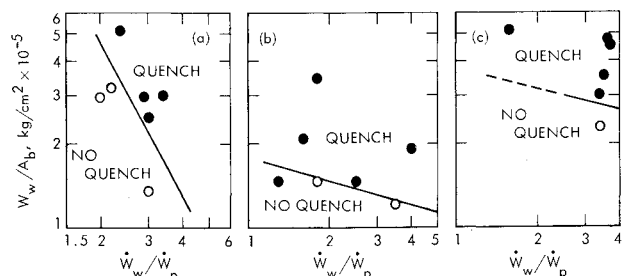 5
4
3
2
1
W_w/A_b, kg/cm² × 10⁻⁵
(a)
QUENCH
NO
QUENCH
1.5 2 3 4 6
Ẇ_w/Ẇ_p
(b)
QUENCH
NO QUENCH
1 2 3 4 5
Ẇ_w/Ẇ_p
(c)
QUENCH
NO
QUENCH
1 2 4
Ẇ_w/Ẇ_p